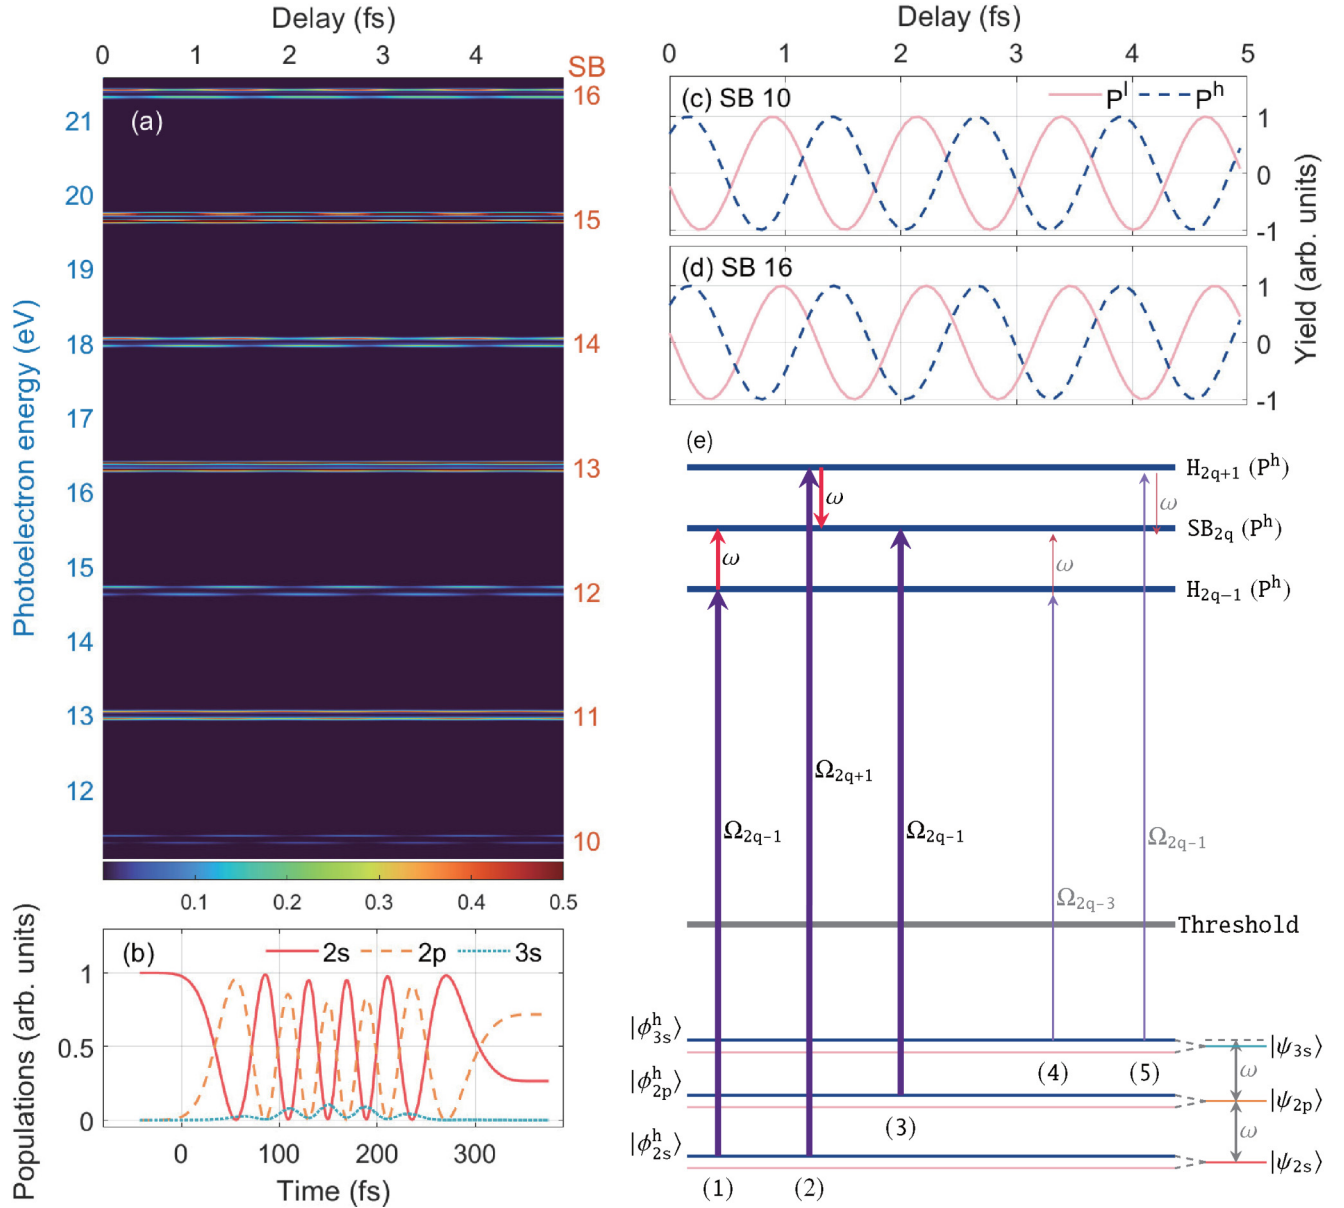 Delay (fs)
0 1 2 3 4
SB
(a)
16
21
20
15
19
18
14
17
13
16
15
12
14
13
11
12
10
Photoelectron energy (eV)
0.1 0.2 0.3 0.4 0.5
(b) 2s 2p 3s
1
0.5
0
Populations (arb. units)
0 100 200 300
Time (fs)
Delay (fs)
0 1 2 3 4 5
(c) SB 10 Pˡ Pʰ
1
0
-1
(d) SB 16
1
0
-1
Yield (arb. units)
(e)
H₂q₊₁ (Pʰ)
ω
SB₂q (Pʰ)
ω ω ω
H₂q₋₁ (Pʰ)
Ω₂q₊₁
Ω₂q₋₁ Ω₂q₋₁ Ω₂q₋₁
Ω₂q₋₃
Threshold
|ϕʰ₃ₛ⟩ |ψ₃ₛ⟩
(4) (5) ω
|ϕʰ₂ₚ⟩ |ψ₂ₚ⟩
(3) ω
|ϕʰ₂ₛ⟩ |ψ₂ₛ⟩
(1) (2)